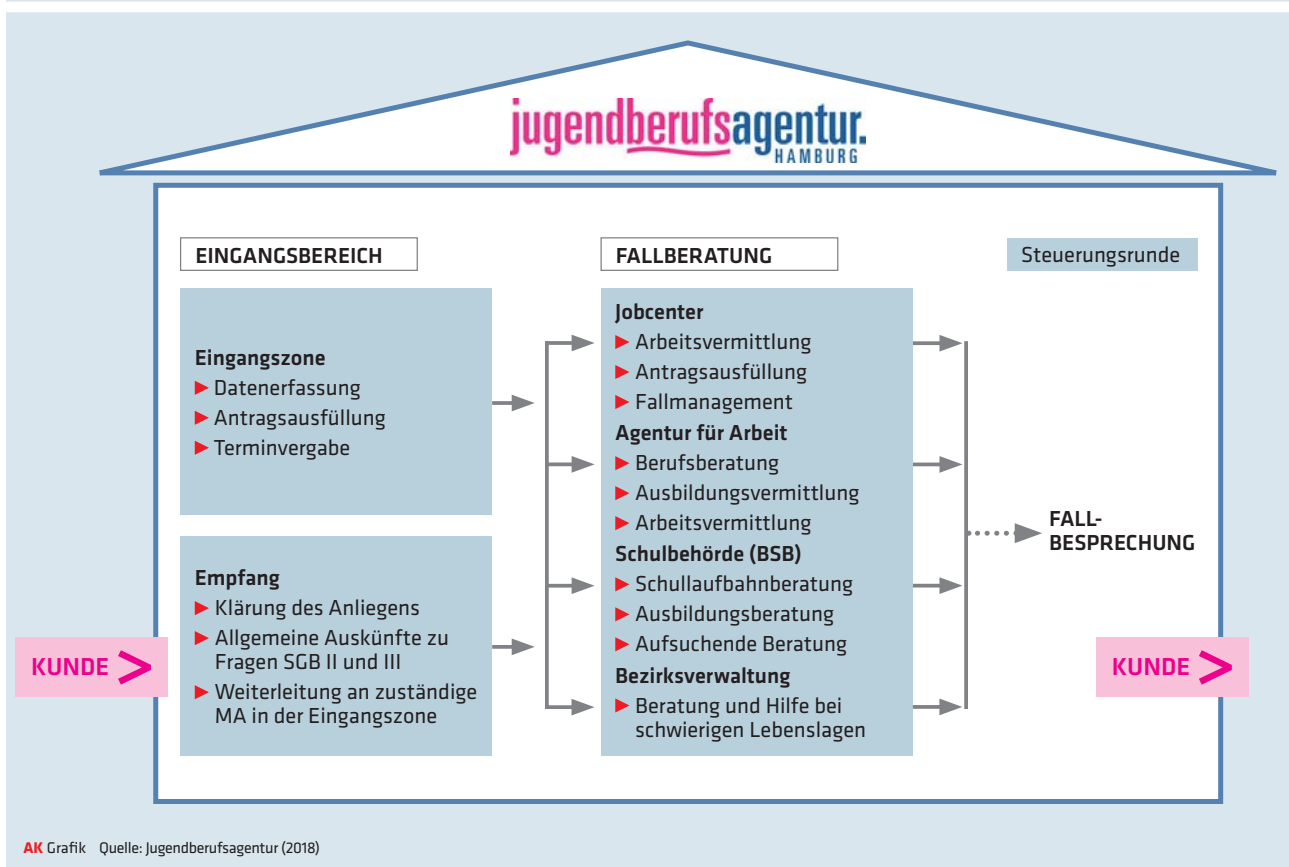 jugendberufsagentur.
HAMBURG
EINGANGSBEREICH
Eingangszone
▶ Datenerfassung
▶ Antragsausfüllung
▶ Terminvergabe
Empfang
▶ Klärung des Anliegens
▶ Allgemeine Auskünfte zu
Fragen SGB II und III
▶ Weiterleitung an zuständige
MA in der Eingangszone
KUNDE >
FALLBERATUNG
Jobcenter
▶ Arbeitsvermittlung
▶ Antragsausfüllung
▶ Fallmanagement
Agentur für Arbeit
▶ Berufsberatung
▶ Ausbildungsvermittlung
▶ Arbeitsvermittlung
Schulbehörde (BSB)
▶ Schullaufbahnberatung
▶ Ausbildungsberatung
▶ Aufsuchende Beratung
Bezirksverwaltung
▶ Beratung und Hilfe bei
schwierigen Lebenslagen
Steuerungsrunde
FALL-
BESPRECHUNG
KUNDE >
AK Grafik Quelle: Jugendberufsagentur (2018)